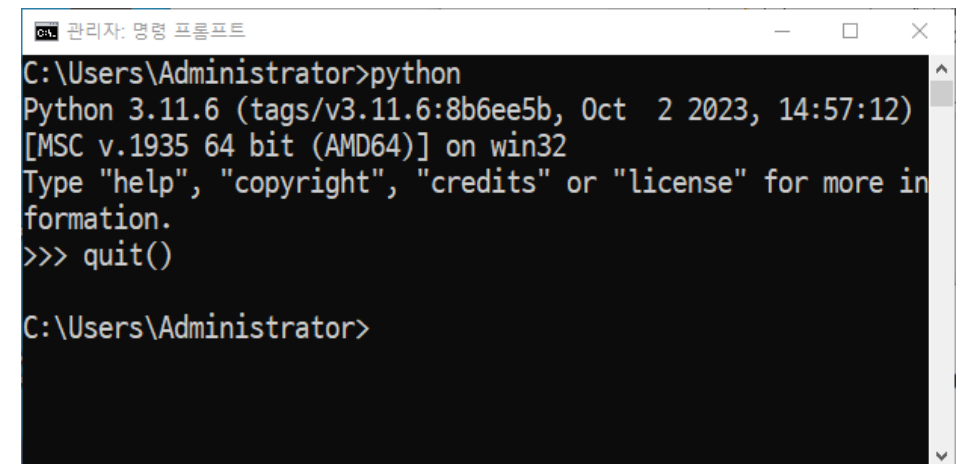 관리자: 명령 프롬프트
C:\Users\Administrator>python
Python 3.11.6 (tags/v3.11.6:8b6ee5b, Oct  2 2023, 14:57:12)
[MSC v.1935 64 bit (AMD64)] on win32
Type "help", "copyright", "credits" or "license" for more in
formation.
>>> quit()
C:\Users\Administrator>